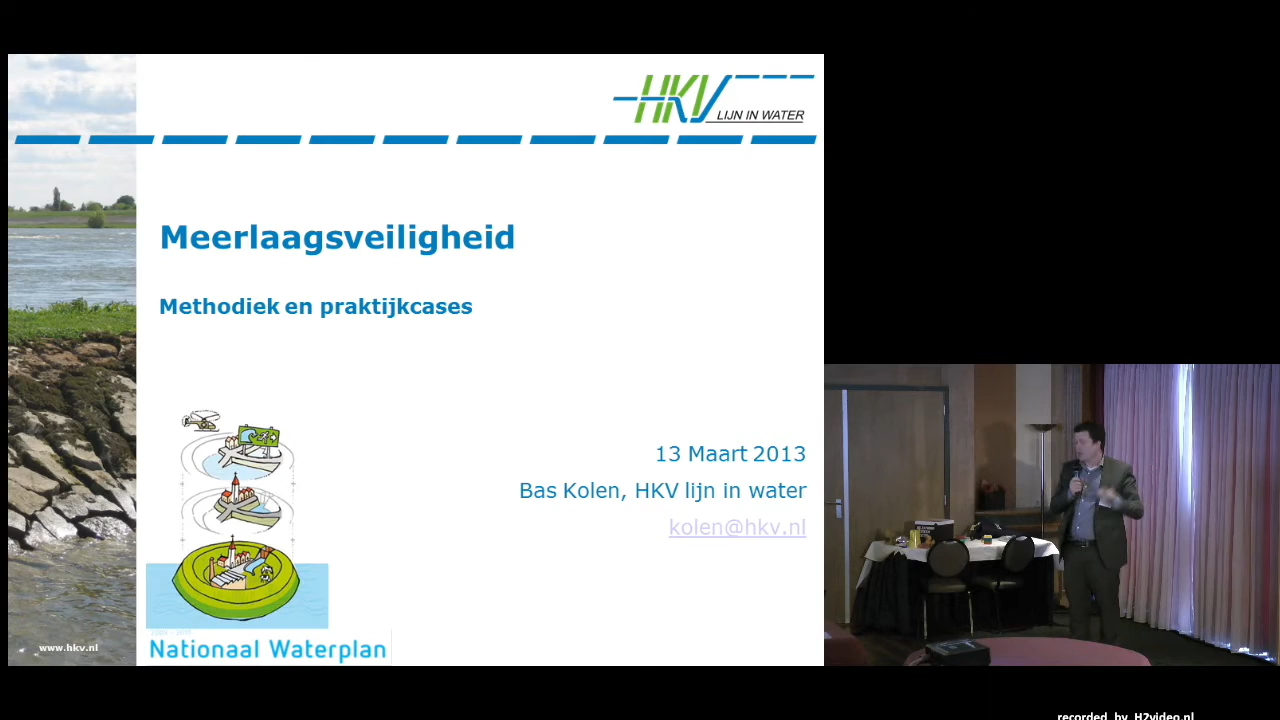 HKV
LIJN IN WATER
Meerlaagsveiligheid
Methodiek en praktijkcases
13 Maart 2013
Bas Kolen, HKV lijn in water
kolen@hkv.nl
Nationaal Waterplan
www.hkv.nl
recorded by H2video.nl